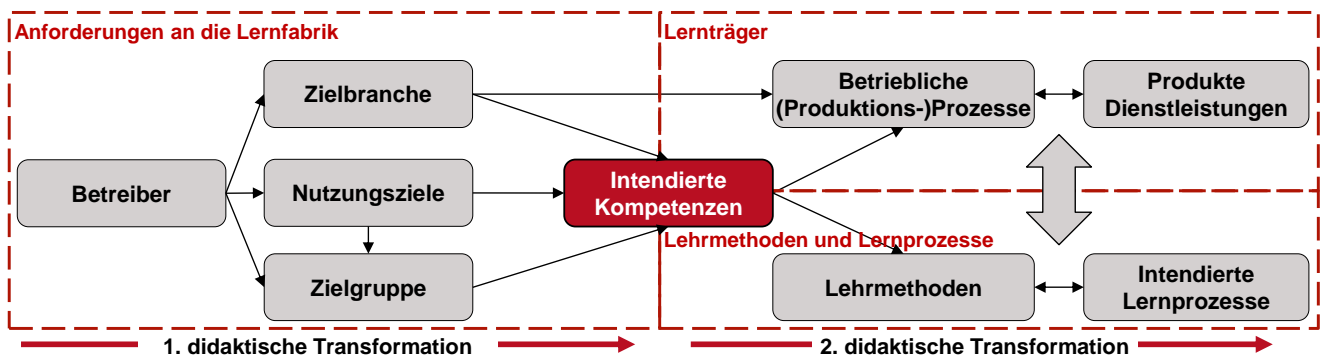 Anforderungen an die Lernfabrik
Lernträger
Zielbranche
Betriebliche
(Produktions-)Prozesse
Produkte
Dienstleistungen
Betreiber
Nutzungsziele
Intendierte
Kompetenzen
Lehrmethoden und Lernprozesse
Zielgruppe
Lehrmethoden
Intendierte
Lernprozesse
1. didaktische Transformation
2. didaktische Transformation